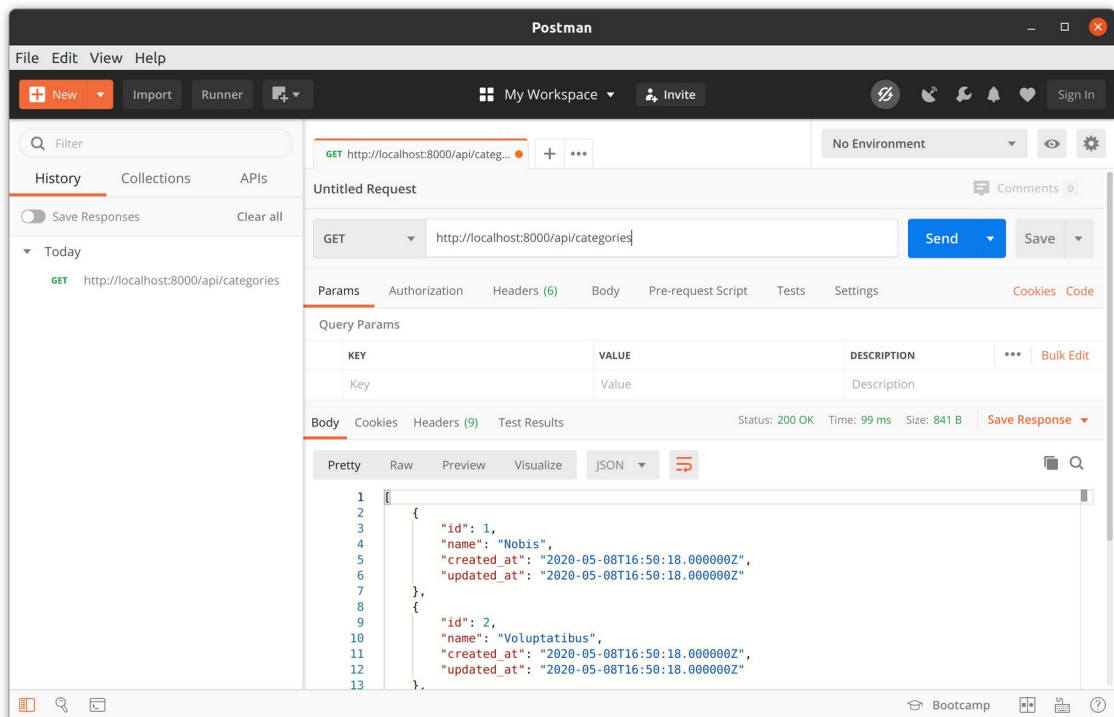 Postman
File Edit View Help
New Import Runner My Workspace Invite Sign In
Filter
History Collections APIs
Save Responses Clear all
Today
GET http://localhost:8000/api/categories
GET http://localhost:8000/api/categ...
No Environment
Untitled Request
Comments 0
GET http://localhost:8000/api/categories Send Save
Params Authorization Headers (6) Body Pre-request Script Tests Settings Cookies Code
Query Params
KEY VALUE DESCRIPTION Bulk Edit
Key Value Description
Body Cookies Headers (9) Test Results Status: 200 OK Time: 99 ms Size: 841 B Save Response
Pretty Raw Preview Visualize JSON
1 [
2 {
3 "id": 1,
4 "name": "Nobis",
5 "created_at": "2020-05-08T16:50:18.000000Z",
6 "updated_at": "2020-05-08T16:50:18.000000Z"
7 },
8 {
9 "id": 2,
10 "name": "Voluptatibus",
11 "created_at": "2020-05-08T16:50:18.000000Z",
12 "updated_at": "2020-05-08T16:50:18.000000Z"
13 },
Bootcamp